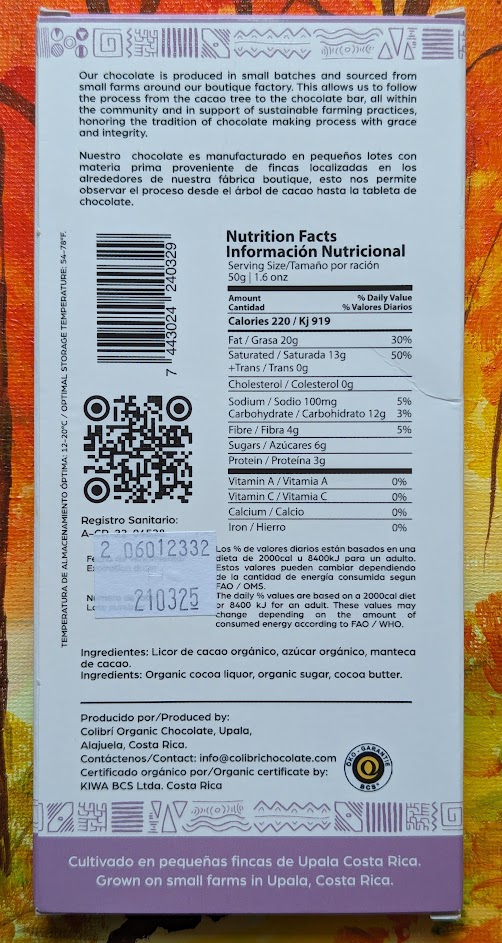 Our chocolate is produced in small batches and sourced from
small farms around our boutique factory. This allows us to follow
the process from the cacao tree to the chocolate bar, all within
the community and in support of sustainable farming practices,
honoring the tradition of chocolate making process with grace
and integrity.
Nuestro chocolate es manufacturado en pequeños lotes con
materia prima proveniente de fincas localizadas en los
alrededores de nuestra fábrica boutique, esto nos permite
observar el proceso desde el árbol de cacao hasta la tableta de
chocolate.
TEMPERATURA DE ALMACENAMIENTO ÓPTIMA: 12-20°C / OPTIMAL STORAGE TEMPERATURE: 54-78°F.
7 443024 240329
Nutrition Facts
Información Nutricional
Serving Size/Tamaño por ración
50g | 1.6 onz
Amount % Daily Value
Cantidad % Valores Diarios
Calories 220 / Kj 919
Fat / Grasa 20g 30%
Saturated / Saturada 13g 50%
+Trans / Trans 0g
Cholesterol / Colesterol 0g
Sodium / Sodio 100mg 5%
Carbohydrate / Carbohidrato 12g 3%
Fibre / Fibra 4g 5%
Sugars / Azúcares 6g
Protein / Proteína 3g
Vitamin A / Vitamia A 0%
Vitamin C / Vitamia C 0%
Calcium / Calcio 0%
Iron / Hierro 0%
Registro Sanitario:
2 06012332
210325
Los % de valores diarios están basados en una
dieta de 2000cal u 8400kJ para un adulto.
Estos valores pueden cambiar dependiendo
de la cantidad de energía consumida segun
FAO / OMS.
The daily % values are based on a 2000cal diet
or 8400 kJ for an adult. These values may
change depending on the amount of
consumed energy according to FAO / WHO.
Ingredientes: Licor de cacao orgánico, azúcar orgánico, manteca
de cacao.
Ingredients: Organic cocoa liquor, organic sugar, cocoa butter.
Producido por/Produced by:
Colibrí Organic Chocolate, Upala,
Alajuela, Costa Rica.
Contáctenos/Contact: info@colibrichocolate.com
Certificado orgánico por/Organic certificate by:
KIWA BCS Ltda. Costa Rica
ÖKO - GARANTIE
BCS
Cultivado en pequeñas fincas de Upala Costa Rica.
Grown on small farms in Upala, Costa Rica.